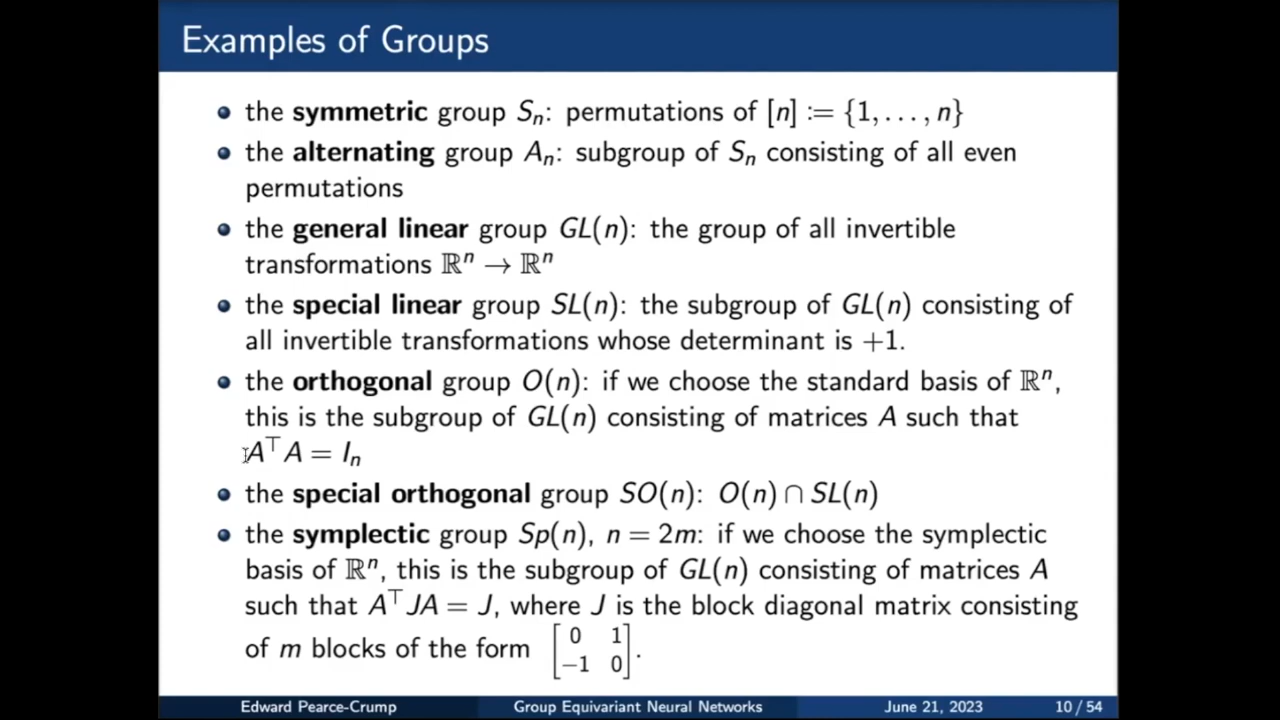 Examples of Groups
the symmetric group Sₙ: permutations of [n] := {1, . . . , n}
the alternating group Aₙ: subgroup of Sₙ consisting of all even
permutations
the general linear group GL(n): the group of all invertible
transformations ℝⁿ → ℝⁿ
the special linear group SL(n): the subgroup of GL(n) consisting of
all invertible transformations whose determinant is +1.
the orthogonal group O(n): if we choose the standard basis of ℝⁿ,
this is the subgroup of GL(n) consisting of matrices A such that
A⊤A = Iₙ
the special orthogonal group SO(n): O(n) ∩ SL(n)
the symplectic group Sp(n), n = 2m: if we choose the symplectic
basis of ℝⁿ, this is the subgroup of GL(n) consisting of matrices A
such that A⊤JA = J, where J is the block diagonal matrix consisting
of m blocks of the form [0 1
−1 0].
Edward Pearce-Crump Group Equivariant Neural Networks June 21, 2023 10 / 54